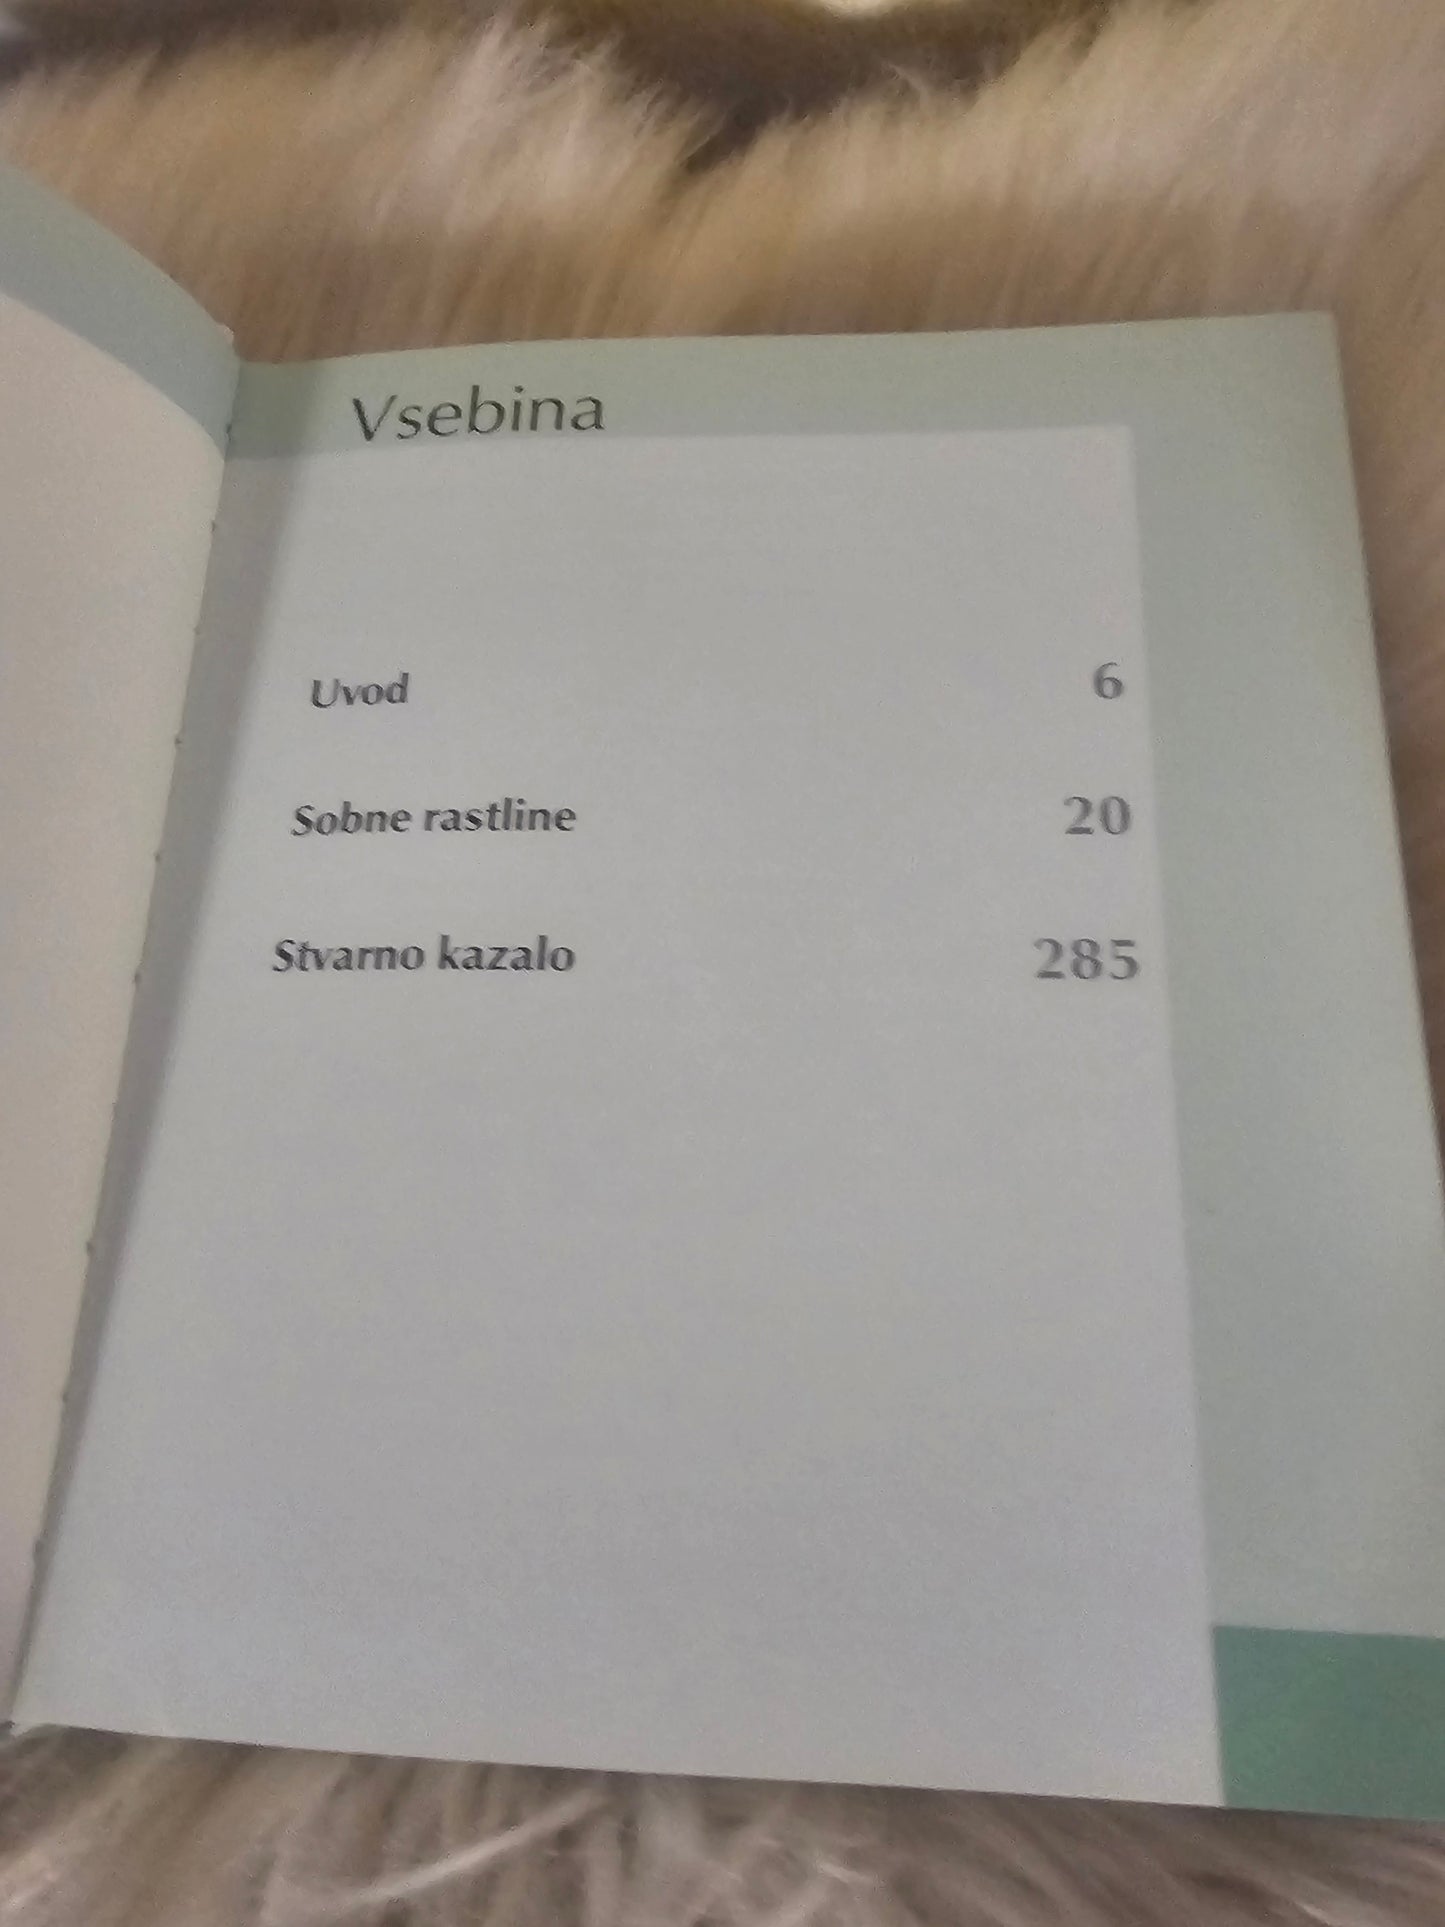 Vsebina
Uvod 6
Sobne rastline 20
Stvarno kazalo 285